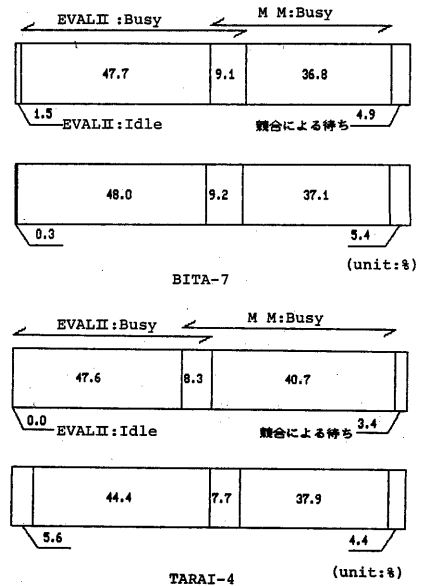 EVALⅡ:Busy
M M:Busy
47.7
9.1
36.8
1.5
EVALⅡ:Idle
競合による待ち
4.9
48.0
9.2
37.1
0.3
5.4
(unit:%)
BITA-7
EVALⅡ:Busy
M M:Busy
47.6
8.3
40.7
0.0
EVALⅡ:Idle
競合による待ち
3.4
44.4
7.7
37.9
5.6
4.4
TARAI-4
(unit:%)